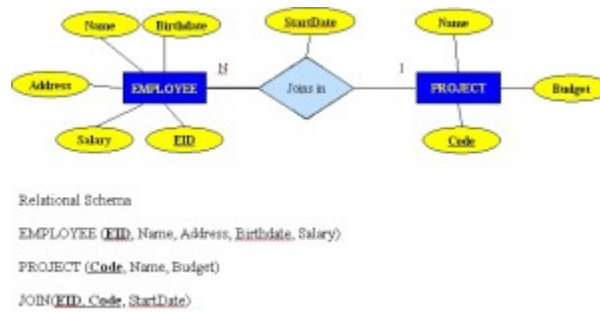 Name Birthdate StartDate Name
N 1
Address EMPLOYEE Joins in PROJECT Budget
Salary EID Code
Relational Schema
EMPLOYEE (EID, Name, Address, Birthdate, Salary)
PROJECT (Code, Name, Budget)
JOIN(EID, Code, StartDate)